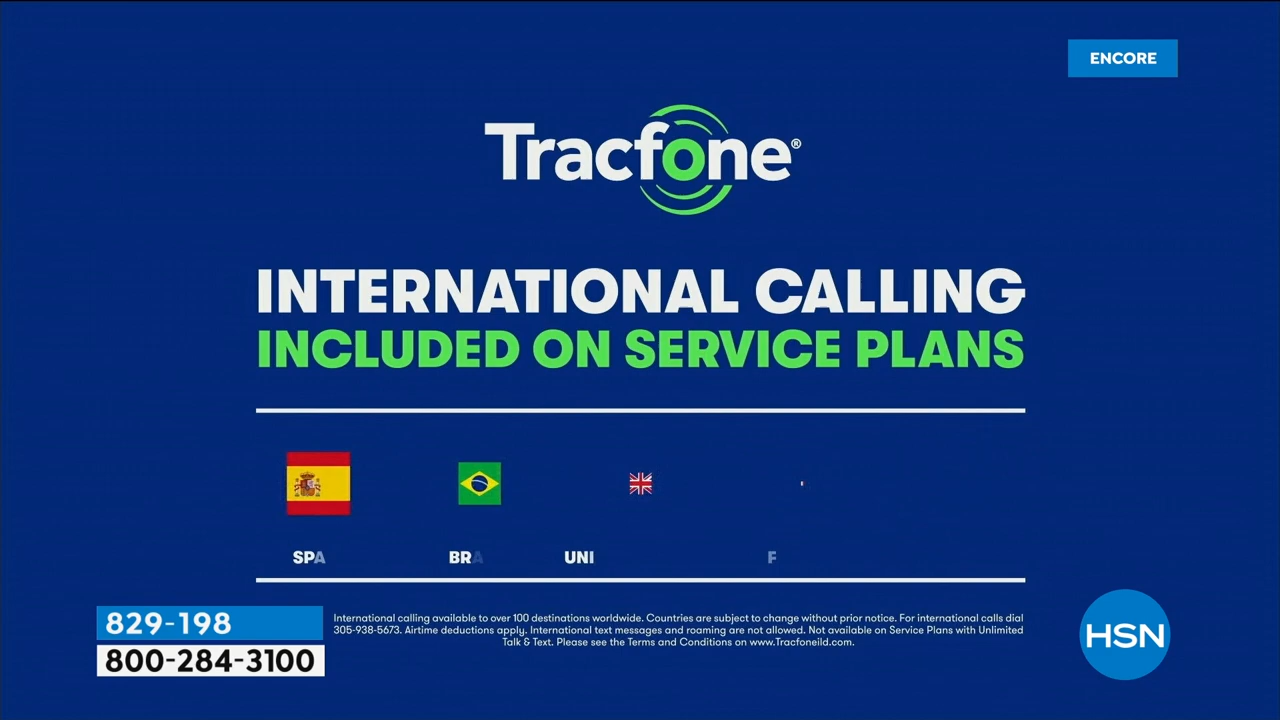 ENCORE
Tracfone®
INTERNATIONAL CALLING
INCLUDED ON SERVICE PLANS
SPA BRA UNI F
829-198
800-284-3100
International calling available to over 100 destinations worldwide. Countries are subject to change without prior notice. For international calls dial
305-938-5673. Airtime deductions apply. International text messages and roaming are not allowed. Not available on Service Plans with Unlimited
Talk & Text. Please see the Terms and Conditions on www.Tracfoneild.com.
HSN